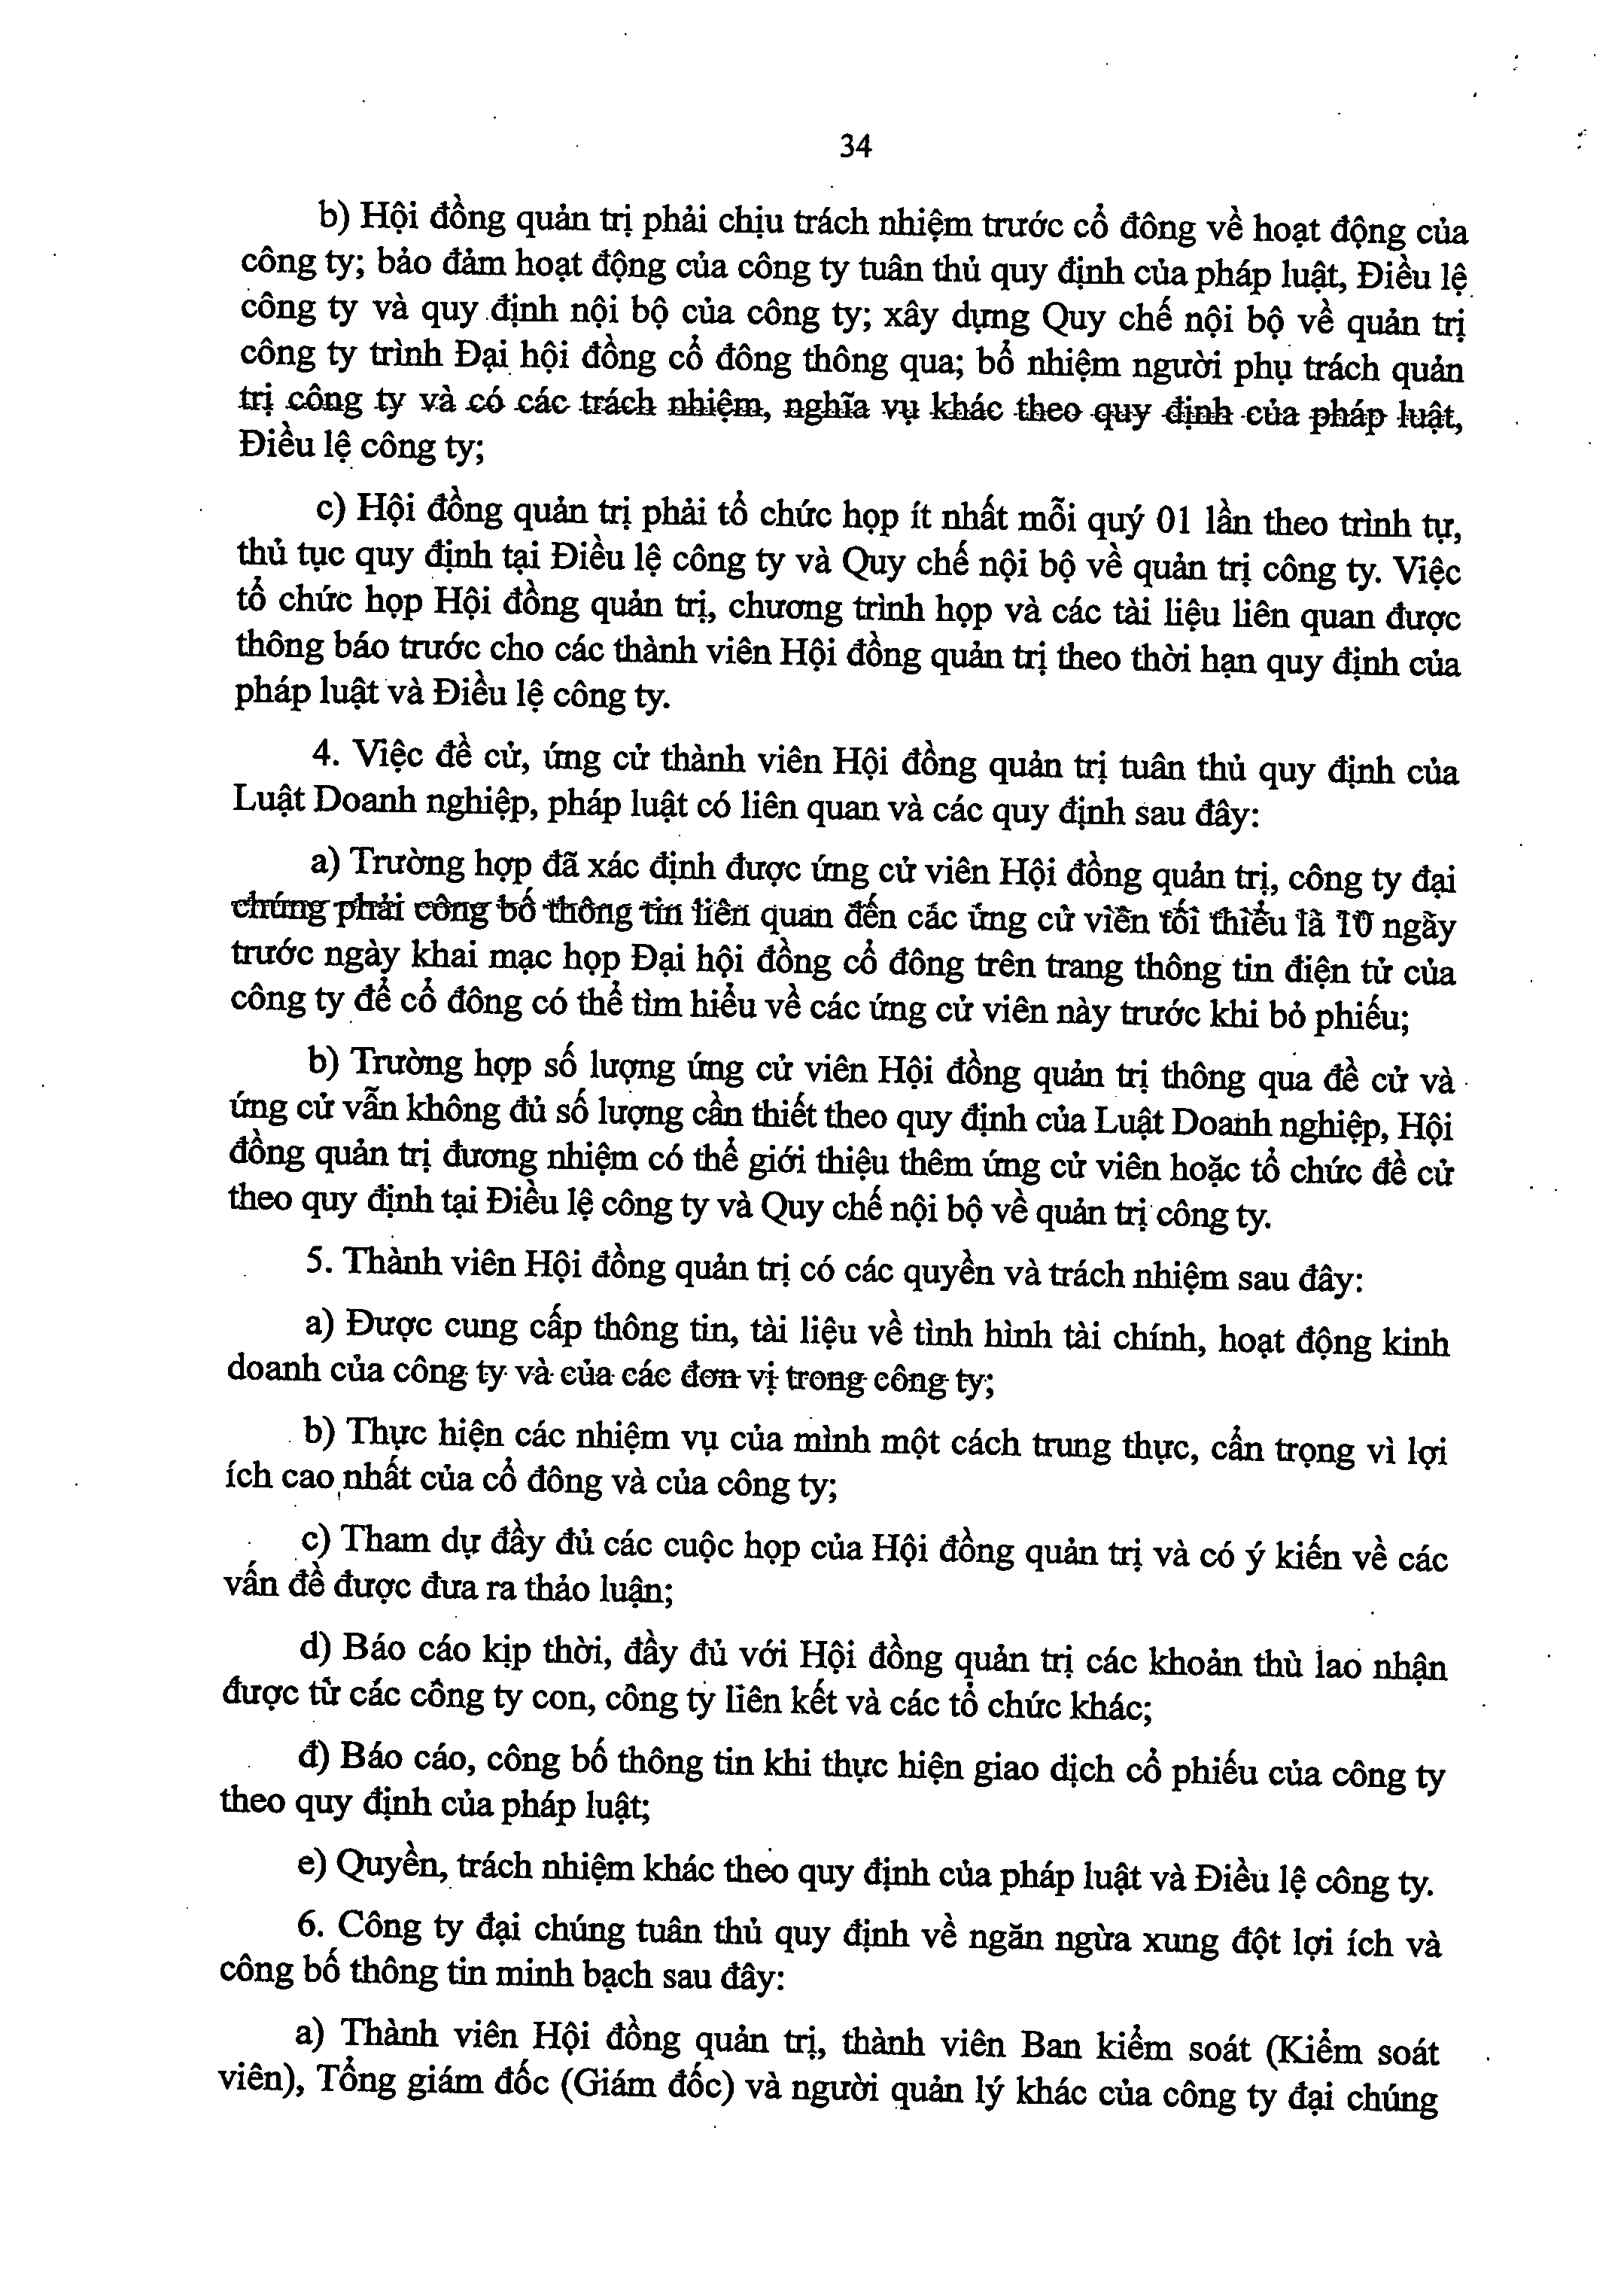 34
b) Hội đồng quản trị phải chịu trách nhiệm trước cổ đông về hoạt động của
công ty; bảo đảm hoạt động của công ty tuân thủ quy định của pháp luật, Điều lệ
công ty và quy định nội bộ của công ty; xây dựng Quy chế nội bộ về quản trị
công ty trình Đại hội đồng cổ đông thông qua; bổ nhiệm người phụ trách quản
trị công ty và có các trách nhiệm, nghĩa vụ khác theo quy định của pháp luật,
Điều lệ công ty;
c) Hội đồng quản trị phải tổ chức họp ít nhất mỗi quý 01 lần theo trình tự,
thủ tục quy định tại Điều lệ công ty và Quy chế nội bộ về quản trị công ty. Việc
tổ chức họp Hội đồng quản trị, chương trình họp và các tài liệu liên quan được
thông báo trước cho các thành viên Hội đồng quản trị theo thời hạn quy định của
pháp luật và Điều lệ công ty.
4. Việc đề cử, ứng cử thành viên Hội đồng quản trị tuân thủ quy định của
Luật Doanh nghiệp, pháp luật có liên quan và các quy định sau đây:
a) Trường hợp đã xác định được ứng cử viên Hội đồng quản trị, công ty đại
chúng phải công bố thông tin liên quan đến các ứng cử viên tối thiểu là 10 ngày
trước ngày khai mạc họp Đại hội đồng cổ đông trên trang thông tin điện tử của
công ty để cổ đông có thể tìm hiểu về các ứng cử viên này trước khi bỏ phiếu;
b) Trường hợp số lượng ứng cử viên Hội đồng quản trị thông qua đề cử và
ứng cử vẫn không đủ số lượng cần thiết theo quy định của Luật Doanh nghiệp, Hội
đồng quản trị đương nhiệm có thể giới thiệu thêm ứng cử viên hoặc tổ chức đề cử
theo quy định tại Điều lệ công ty và Quy chế nội bộ về quản trị công ty.
5. Thành viên Hội đồng quản trị có các quyền và trách nhiệm sau đây:
a) Được cung cấp thông tin, tài liệu về tình hình tài chính, hoạt động kinh
doanh của công ty và của các đơn vị trong công ty;
b) Thực hiện các nhiệm vụ của mình một cách trung thực, cẩn trọng vì lợi
ích cao nhất của cổ đông và của công ty;
c) Tham dự đầy đủ các cuộc họp của Hội đồng quản trị và có ý kiến về các
vấn đề được đưa ra thảo luận;
d) Báo cáo kịp thời, đầy đủ với Hội đồng quản trị các khoản thù lao nhận
được từ các công ty con, công ty liên kết và các tổ chức khác;
đ) Báo cáo, công bố thông tin khi thực hiện giao dịch cổ phiếu của công ty
theo quy định của pháp luật;
e) Quyền, trách nhiệm khác theo quy định của pháp luật và Điều lệ công ty.
6. Công ty đại chúng tuân thủ quy định về ngăn ngừa xung đột lợi ích và
công bố thông tin minh bạch sau đây:
a) Thành viên Hội đồng quản trị, thành viên Ban kiểm soát (Kiểm soát
viên), Tổng giám đốc (Giám đốc) và người quản lý khác của công ty đại chúng